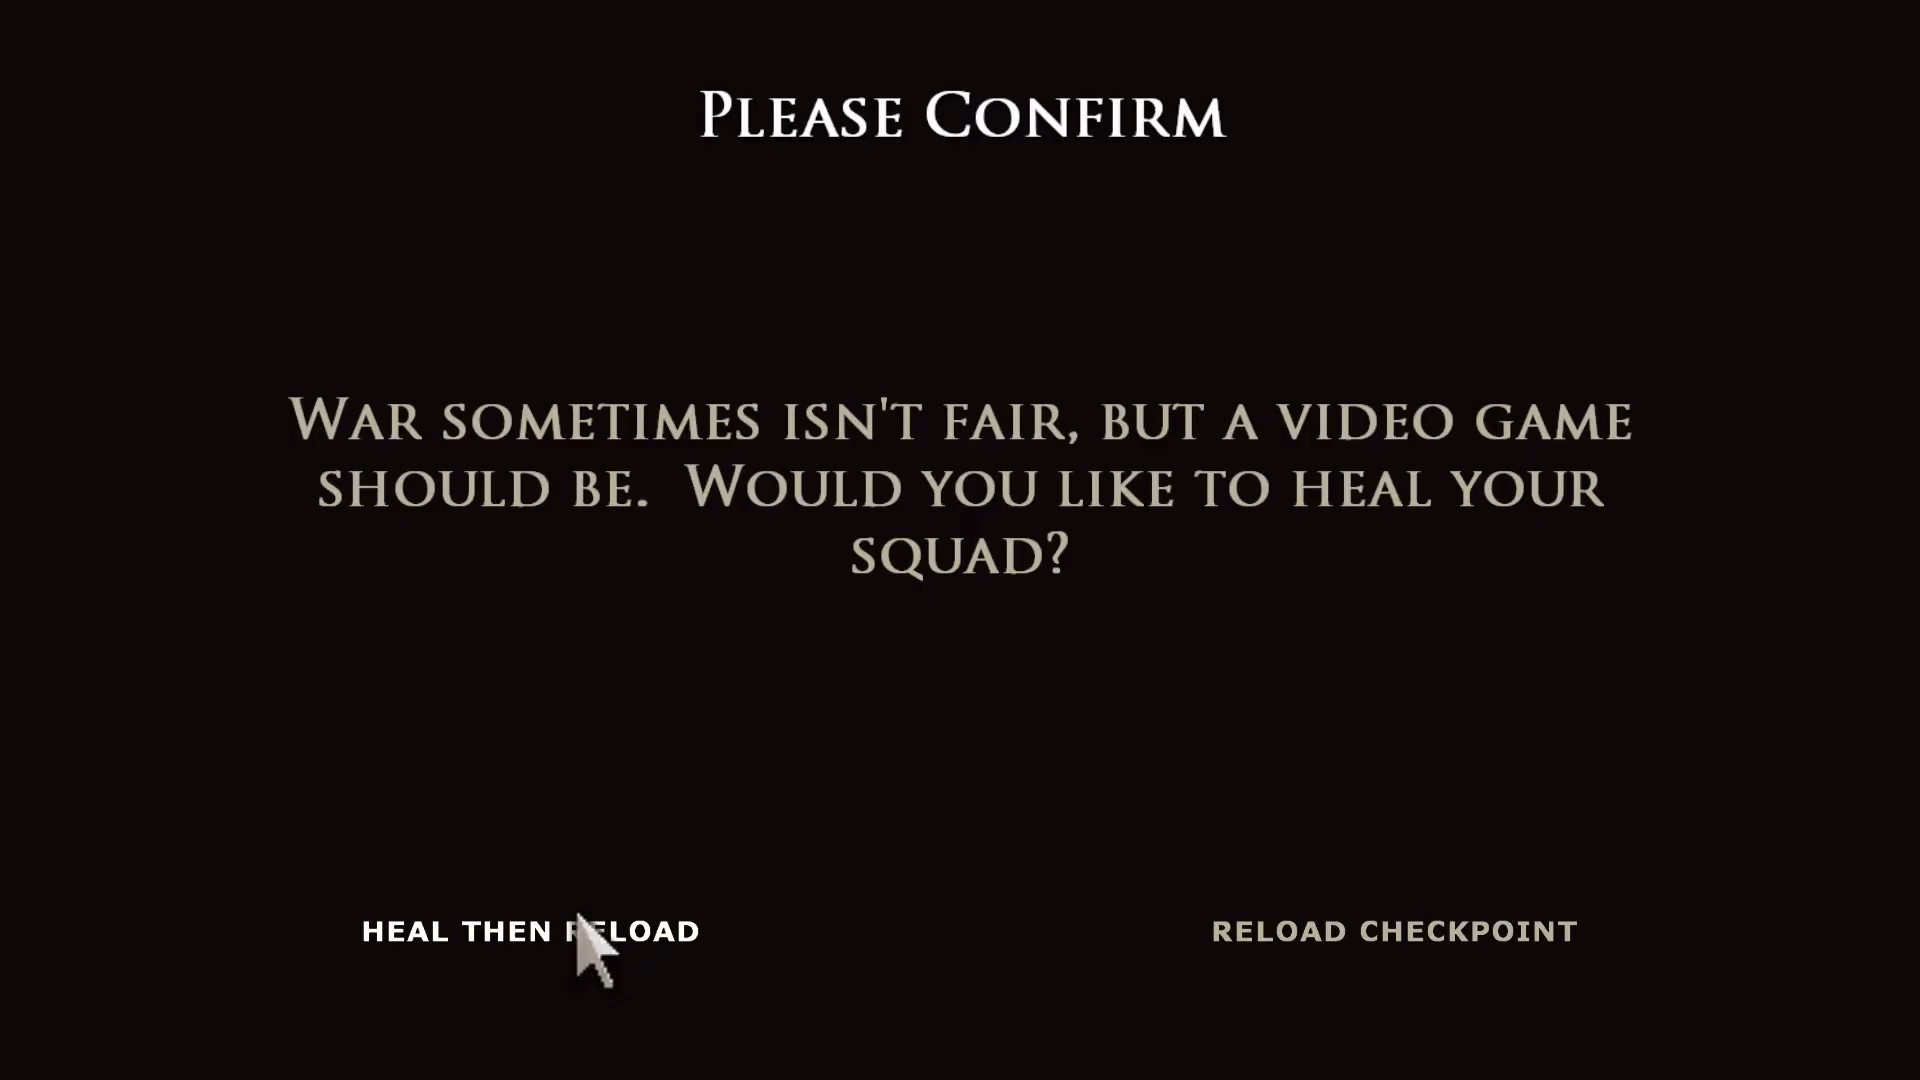 Please Confirm
War sometimes isn't fair, but a video game
should be. Would you like to heal your
squad?
HEAL THEN RELOAD
RELOAD CHECKPOINT